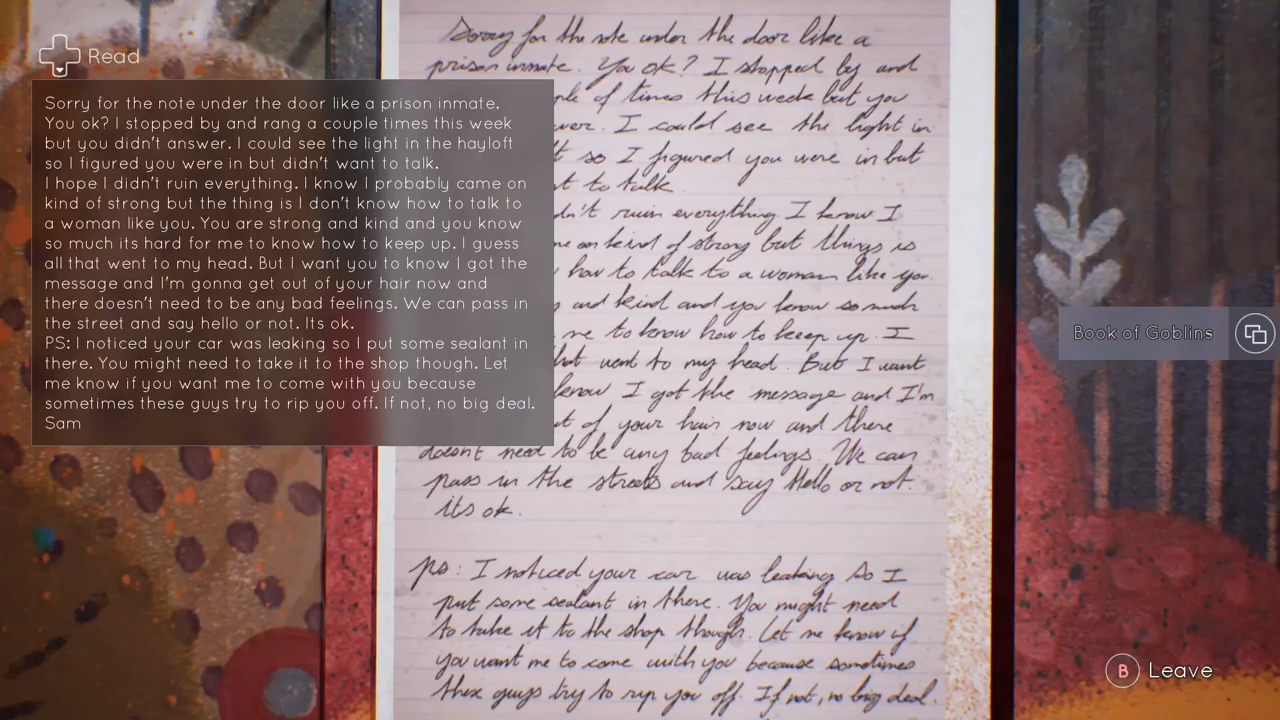 Read
Sorry for the note under the door like a prison inmate.
You ok? I stopped by and rang a couple times this week
but you didn't answer. I could see the light in the hayloft
so I figured you were in but didn't want to talk.
I hope I didn't ruin everything. I know I probably came on
kind of strong but the thing is I don't know how to talk to
a woman like you. You are strong and kind and you know
so much its hard for me to know how to keep up. I guess
all that went to my head. But I want you to know I got the
message and I'm gonna get out of your hair now and
there doesn't need to be any bad feelings. We can pass in
the street and say hello or not. Its ok.
PS: I noticed your car was leaking so I put some sealant in
there. You might need to take it to the shop though. Let
me know if you want me to come with you because
sometimes these guys try to rip you off. If not, no big deal.
Sam
Sorry for the note under the door like a
prison inmate. You ok? I stopped by and
ple of times this week but you
wer. I could see the light in
t so I figured you were in but
t to talk.
dn't ruin everything. I know I
me on kind of strong but things is
how to talk to a woman like you.
and kind and you know so much
me to know how to keep up. I
hat went to my head. But I want
know I got the message and I'm
t of your hair now and there
doesn't need to be any bad feelings. We can
pass in the streets and say Hello or not.
its ok.
ps: I noticed your car was leaking so I
put some sealant in there. You might need
to take it to the shop though. Let me know if
you want me to come with you because sometimes
these guys try to rip you off. If not, no big deal.
Book of Goblins
B Leave